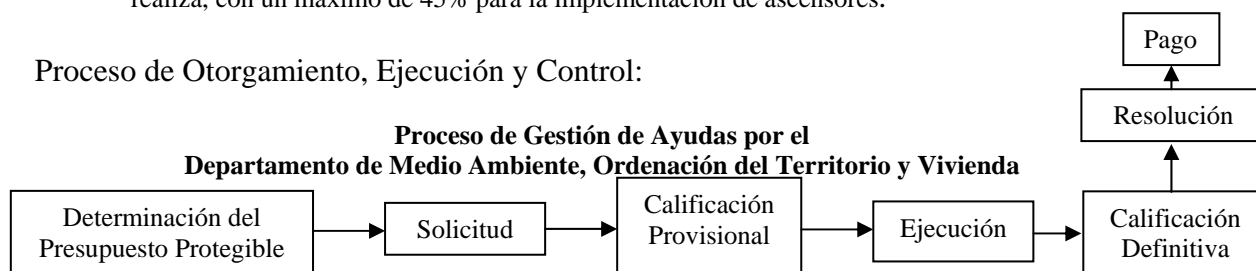 realiza, con un máximo de 45% para la implementación de ascensores.
Proceso de Otorgamiento, Ejecución y Control:
Proceso de Gestión de Ayudas por el
Departamento de Medio Ambiente, Ordenación del Territorio y Vivienda
Determinación del
Presupuesto Protegible
Solicitud
Calificación
Provisional
Ejecución
Calificación
Definitiva
Resolución
Pago